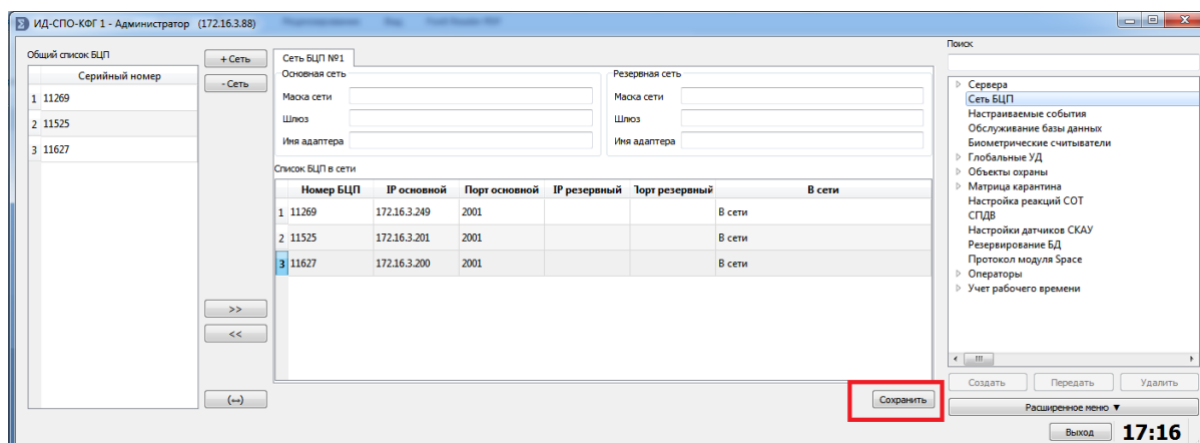 ИД-СПО-КФГ 1 - Администратор (172.16.3.88)
Общий список БЦП
Серийный номер
1 11269
2 11525
3 11627
+ Сеть
- Сеть
>>
<<
(↔)
Сеть БЦП №1
Основная сеть
Маска сети
Шлюз
Имя адаптера
Резервная сеть
Маска сети
Шлюз
Имя адаптера
Список БЦП в сети
Номер БЦП IP основной Порт основной IP резервный Порт резервный В сети
1 11269 172.16.3.249 2001 В сети
2 11525 172.16.3.201 2001 В сети
3 11627 172.16.3.200 2001 В сети
Сохранить
Поиск
Сервера
Сеть БЦП
Настраиваемые события
Обслуживание базы данных
Биометрические считыватели
Глобальные УД
Объекты охраны
Матрица карантина
Настройка реакций СОТ
СПДВ
Настройки датчиков СКАУ
Резервирование БД
Протокол модуля Space
Операторы
Учет рабочего времени
Создать Передать Удалить
Расширенное меню ▼
Выход 17:16